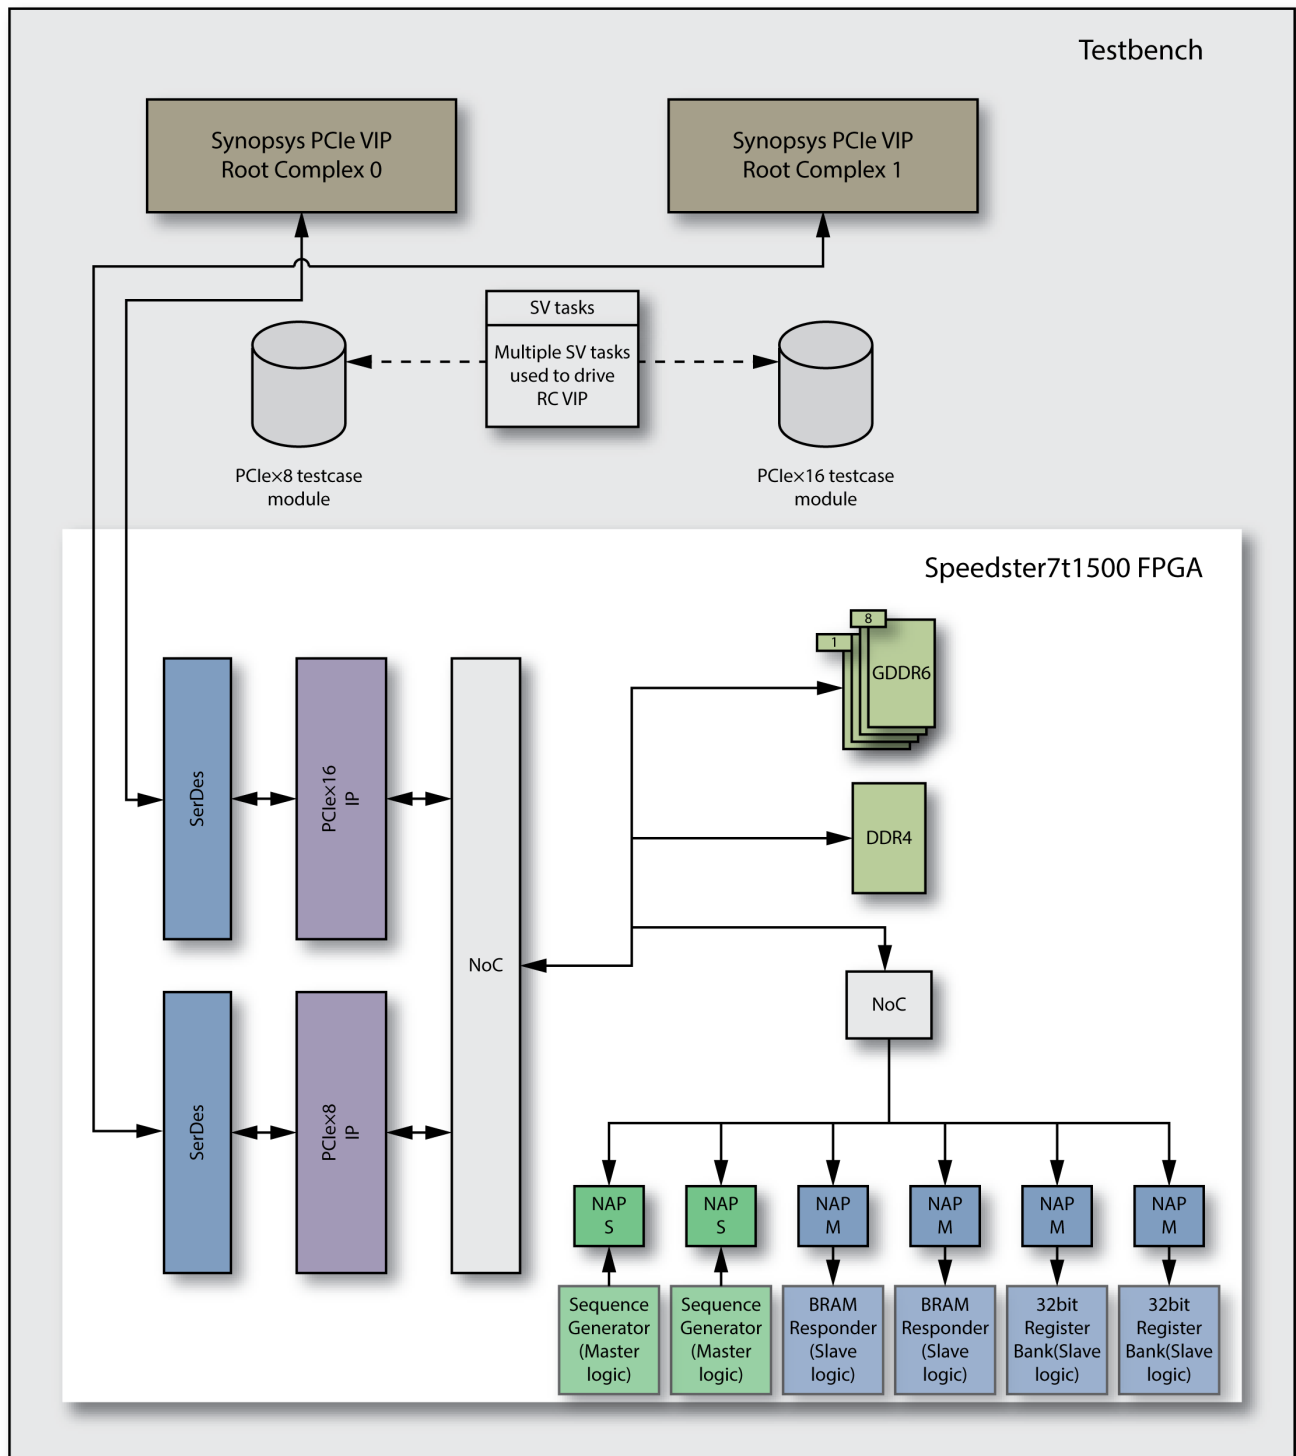 Testbench
Synopsys PCIe VIP
Root Complex 0
Synopsys PCIe VIP
Root Complex 1
SV tasks
Multiple SV tasks
used to drive
RC VIP
PCIe×8 testcase
module
PCIe×16 testcase
module
Speedster7t1500 FPGA
8
1
GDDR6
SerDes
PCIe×16
IP
DDR4
NoC
NoC
SerDes
PCIe×8
IP
NAP
S
NAP
S
NAP
M
NAP
M
NAP
M
NAP
M
Sequence
Generator
(Master
logic)
Sequence
Generator
(Master
logic)
BRAM
Responder
(Slave
logic)
BRAM
Responder
(Slave
logic)
32bit
Register
Bank(Slave
logic)
32bit
Register
Bank(Slave
logic)